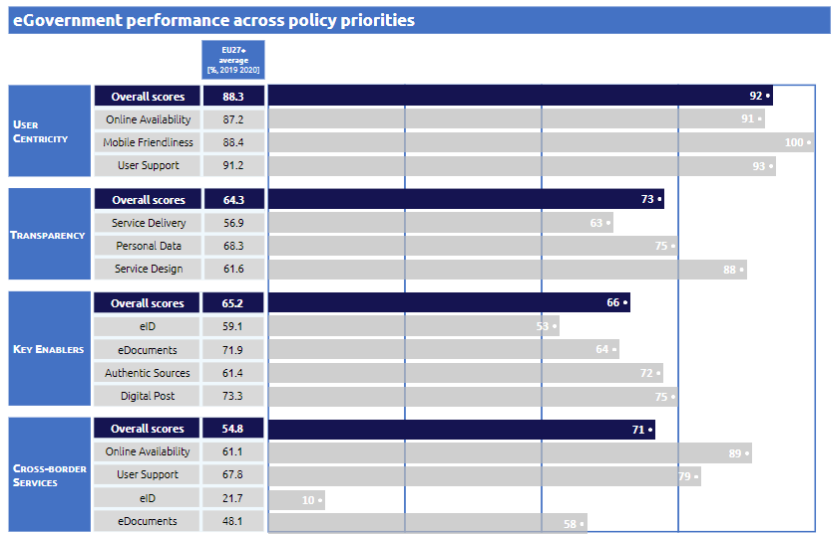 eGovernment performance across policy priorities
EU27+
average
[%, 2019 2020]
USER
CENTRICITY
Overall scores 88.3 92
Online Availability 87.2 91
Mobile Friendliness 88.4 100
User Support 91.2 93
TRANSPARENCY
Overall scores 64.3 73
Service Delivery 56.9 63
Personal Data 68.3 75
Service Design 61.6 88
KEY ENABLERS
Overall scores 65.2 66
eID 59.1 53
eDocuments 71.9 64
Authentic Sources 61.4 72
Digital Post 73.3 75
CROSS-BORDER
SERVICES
Overall scores 54.8 71
Online Availability 61.1 89
User Support 67.8 79
eID 21.7 10
eDocuments 48.1 58